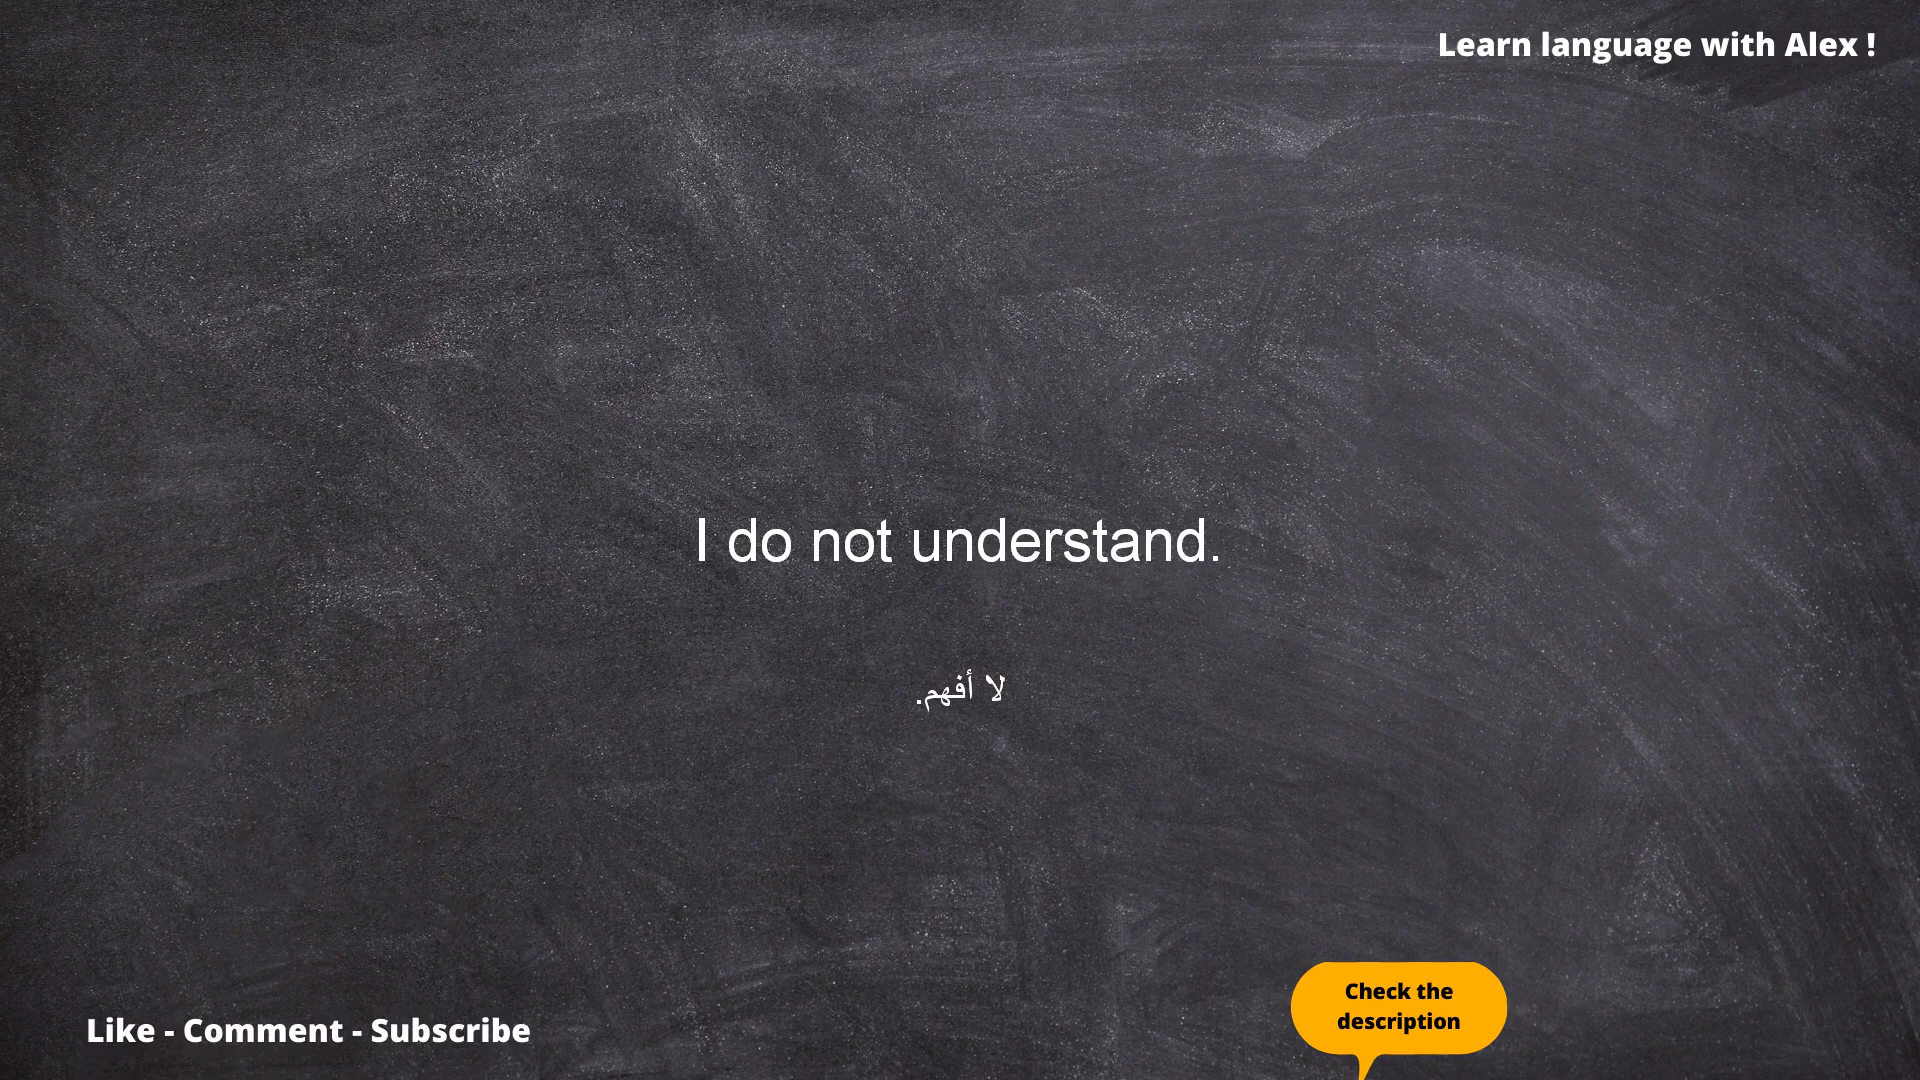 Learn language with Alex !
I do not understand.
لا أفهم.
Check the
description
Like - Comment - Subscribe